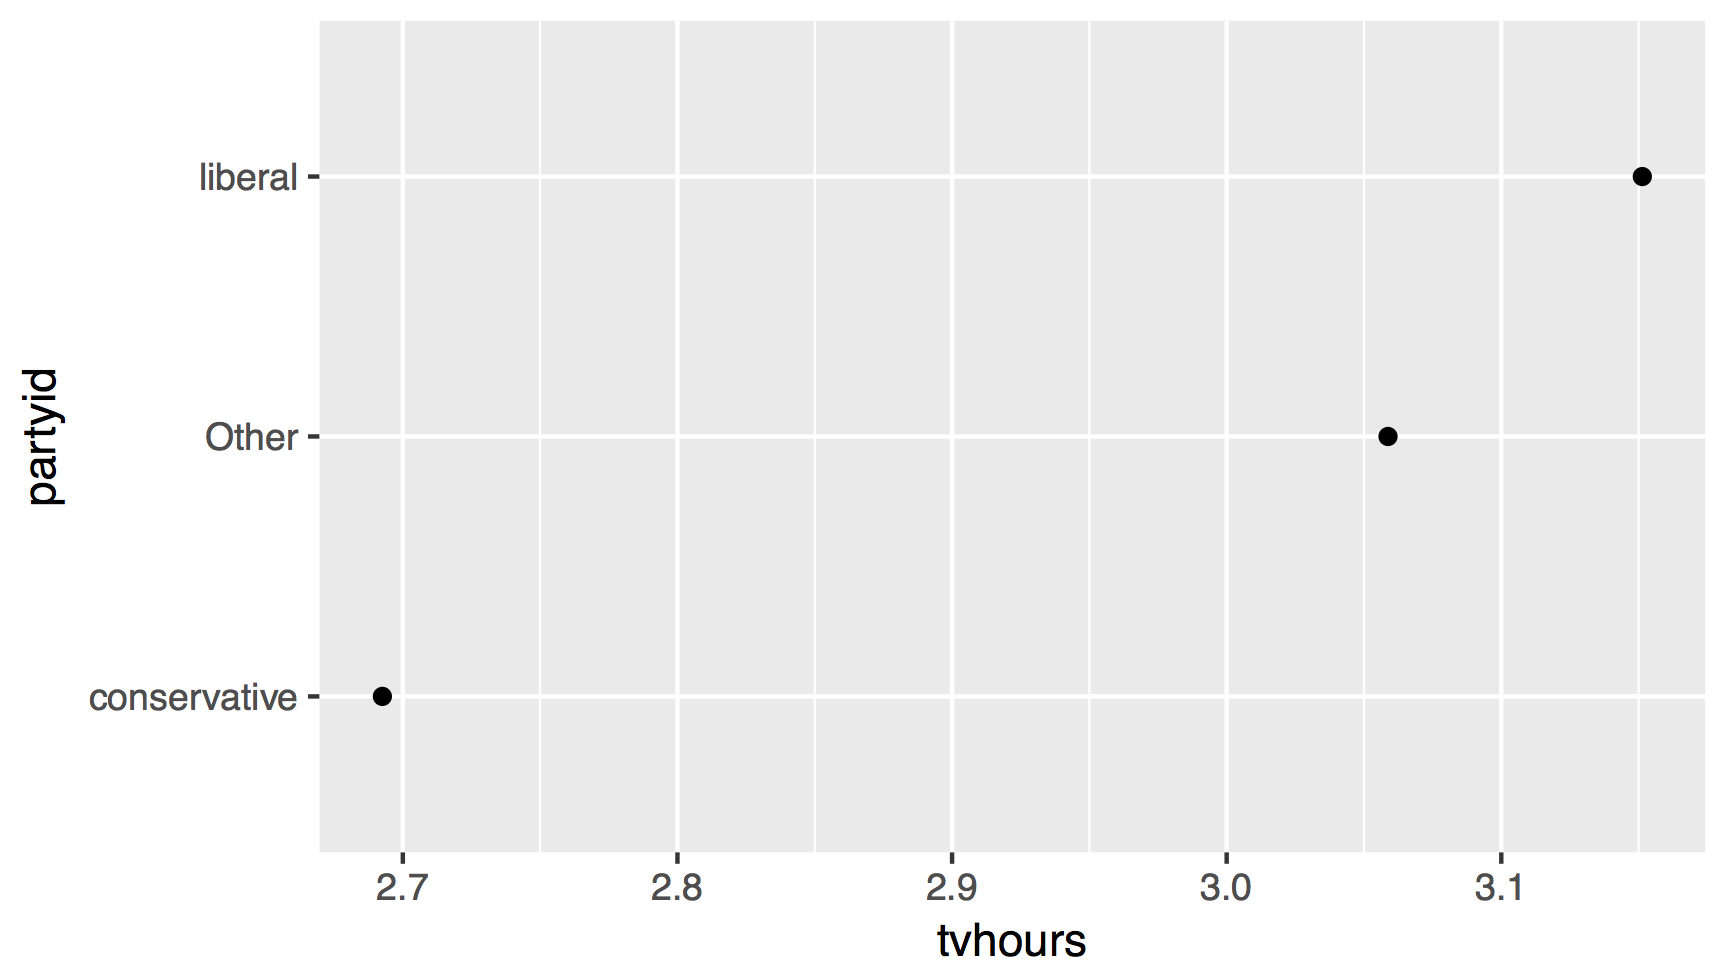 liberal
Other
conservative
partyid
2.7 2.8 2.9 3.0 3.1
tvhours